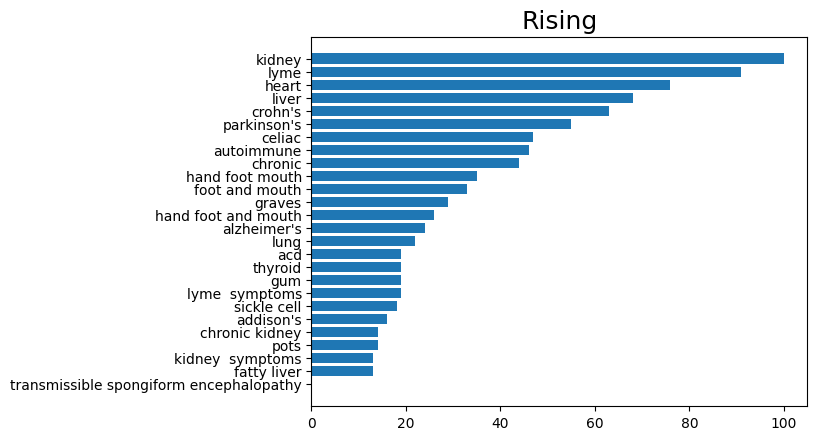 Rising
kidney
lyme
heart
liver
crohn's
parkinson's
celiac
autoimmune
chronic
hand foot mouth
foot and mouth
graves
hand foot and mouth
alzheimer's
lung
acd
thyroid
gum
lyme  symptoms
sickle cell
addison's
chronic kidney
pots
kidney  symptoms
fatty liver
transmissible spongiform encephalopathy
0 20 40 60 80 100